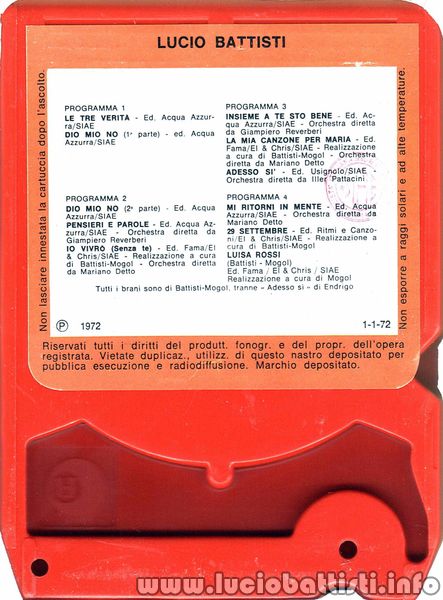 LUCIO BATTISTI
Non lasciare innestata la cartuccia dopo l'ascolto.
PROGRAMMA 1
LE TRE VERITA - Ed. Acqua Azzur-
ra/SIAE
DIO MIO NO (1ª parte) - ed. Acqua
Azzurra/SIAE
PROGRAMMA 2
DIO MIO NO (2ª parte) - Ed. Acqua
Azzurra/SIAE
PENSIERI E PAROLE - Ed. Acqua Az-
zurra/SIAE - Orchestra diretta da
Giampiero Reverberi
IO VIVRO (Senza te) - Ed. Fama/El
& Chris/SIAE - Realizzazione a cura
di Battisti-Mogol - Orchestra diretta
da Mariano Detto
PROGRAMMA 3
INSIEME A TE STO BENE - Ed. Ac-
qua Azzurra/SIAE - Orchestra diretta
da Giampiero Reverberi
LA MIA CANZONE PER MARIA - Ed.
Fama/El & Chris/SIAE - Realizzazione
a cura di Battisti-Mogol - Orchestra
diretta da Mariano Detto
ADESSO SI' - Ed. Usignolo/SIAE -
Orchestra diretta da Iller Pattacini
PROGRAMMA 4
MI RITORNI IN MENTE - Ed. Acqua
Azzurra/SIAE - Orchestra diretta da
Mariano Detto
29 SETTEMBRE - Ed. Ritmi e Canzo-
ni/El & Chris/SIAE - Realizzazione a
cura di Battisti - Mogol
LUISA ROSSI
(Battisti - Mogol)
Ed. Fama / El & Chris / SIAE
Realizzazione a cura di Mogol
Tutti i brani sono di Battisti-Mogol, tranne - Adesso sì - di Endrigo
Ⓟ 1972
1-1-72
Non esporre a raggi solari e ad alte temperature.
Riservati tutti i diritti del produtt. fonogr. e del propr. dell'opera
registrata. Vietate duplicaz., utilizz. di questo nastro depositato per
pubblica esecuzione e radiodiffusione. Marchio depositato.
www.luciobattisti.info